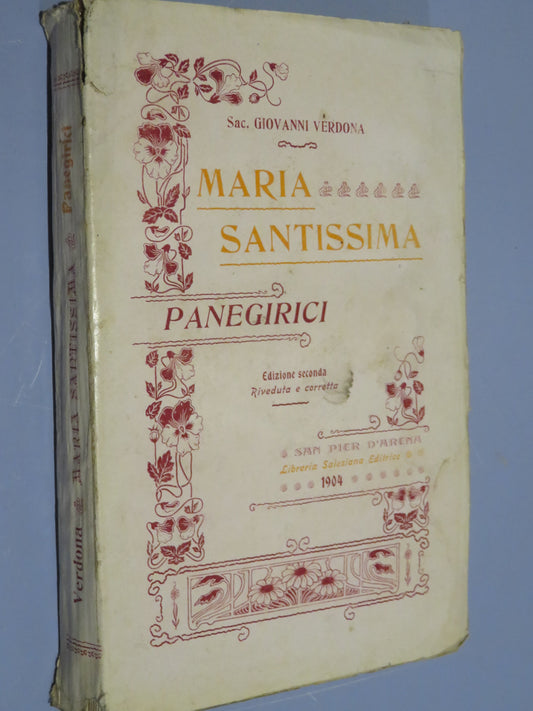 Sac. GIOVANNI VERDONA
MARIA
SANTISSIMA
PANEGIRICI
Edizione seconda
Riveduta e corretta
SAN PIER D'ARENA
Libreria Salesiana Editrice
1904
Verdona MARIA SANTISSIMA Panegirici